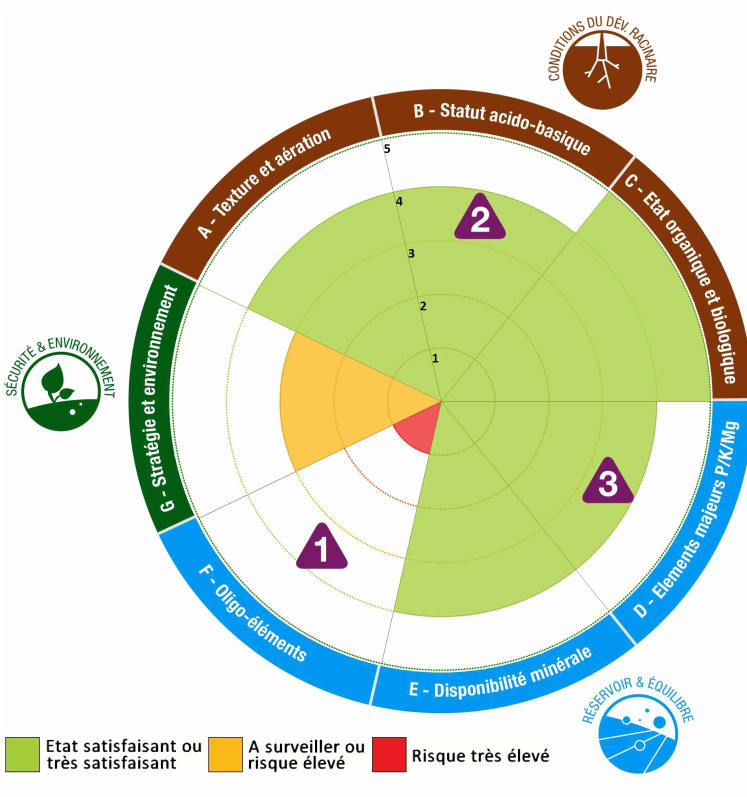 CONDITIONS DU DÉV. RACINAIRE
B - Statut acido-basique
A - Texture et aération
C - Etat organique et biologique
5
4
3
2
1
2
SÉCURITÉ & ENVIRONNEMENT
G - Stratégie et environnement
3
1
D - Elements majeurs P/K/Mg
F - Oligo-éléments
E - Disponibilité minérale
RÉSERVOIR & ÉQUILIBRE
Etat satisfaisant ou
très satisfaisant
A surveiller ou
risque élevé
Risque très élevé